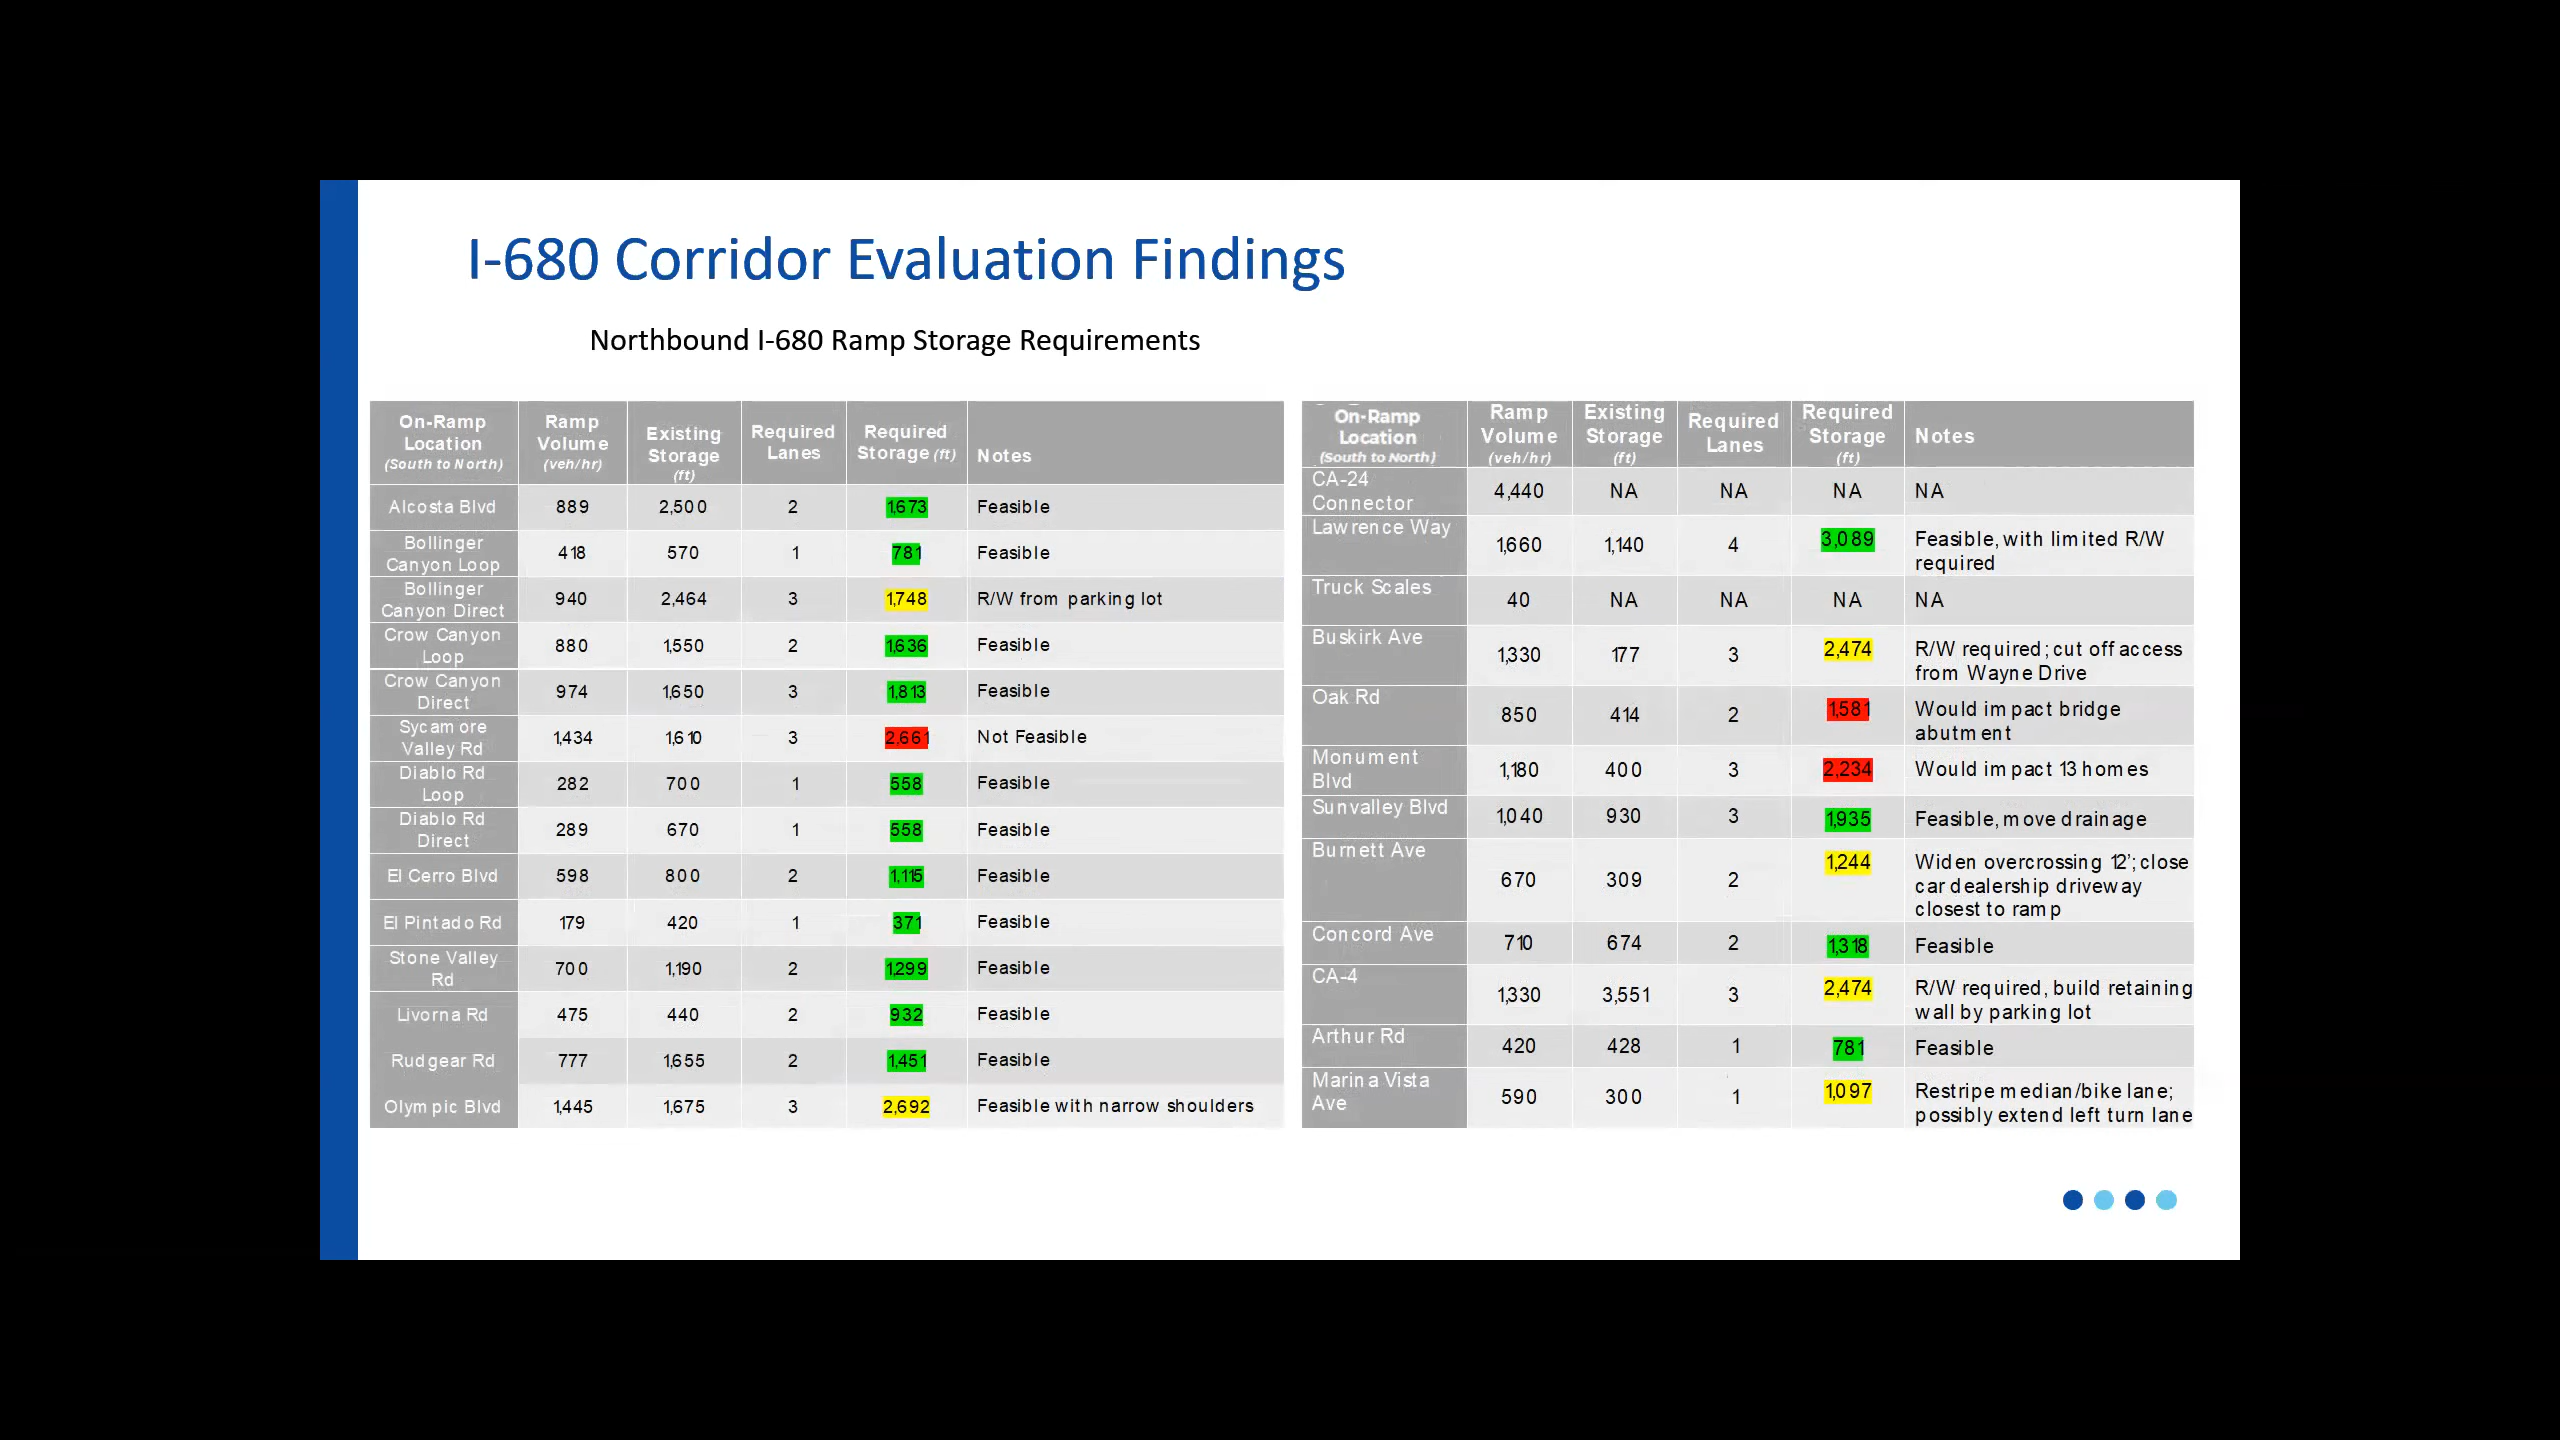 I-680 Corridor Evaluation Findings
Northbound I-680 Ramp Storage Requirements
On-Ramp Location (South to North) Ramp Volume (veh/hr) Existing Storage (ft) Required Lanes Required Storage (ft) Notes
Alcosta Blvd 889 2,500 2 1,673 Feasible
Bollinger Canyon Loop 418 570 1 781 Feasible
Bollinger Canyon Direct 940 2,464 3 1,748 R/W from parking lot
Crow Canyon Loop 880 1,550 2 1,636 Feasible
Crow Canyon Direct 974 1,650 3 1,813 Feasible
Sycamore Valley Rd 1,434 1,610 3 2,661 Not Feasible
Diablo Rd Loop 282 700 1 558 Feasible
Diablo Rd Direct 289 670 1 558 Feasible
El Cerro Blvd 598 800 2 1,115 Feasible
El Pintado Rd 179 420 1 371 Feasible
Stone Valley Rd 700 1,190 2 1,299 Feasible
Livorna Rd 475 440 2 932 Feasible
Rudgear Rd 777 1,655 2 1,451 Feasible
Olympic Blvd 1,445 1,675 3 2,692 Feasible with narrow shoulders
On-Ramp Location (South to North) Ramp Volume (veh/hr) Existing Storage (ft) Required Lanes Required Storage (ft) Notes
CA-24 Connector 4,440 NA NA NA NA
Lawrence Way 1,660 1,140 4 3,089 Feasible, with limited R/W required
Truck Scales 40 NA NA NA NA
Buskirk Ave 1,330 177 3 2,474 R/W required; cut off access from Wayne Drive
Oak Rd 850 414 2 1,581 Would impact bridge abutment
Monument Blvd 1,180 400 3 2,234 Would impact 13 homes
Sunvalley Blvd 1,040 930 3 1,935 Feasible, move drainage
Burnett Ave 670 309 2 1,244 Widen overcrossing 12'; close car dealership driveway closest to ramp
Concord Ave 710 674 2 1,318 Feasible
CA-4 1,330 3,551 3 2,474 R/W required, build retaining wall by parking lot
Arthur Rd 420 428 1 781 Feasible
Marina Vista Ave 590 300 1 1,097 Restripe median/bike lane; possibly extend left turn lane